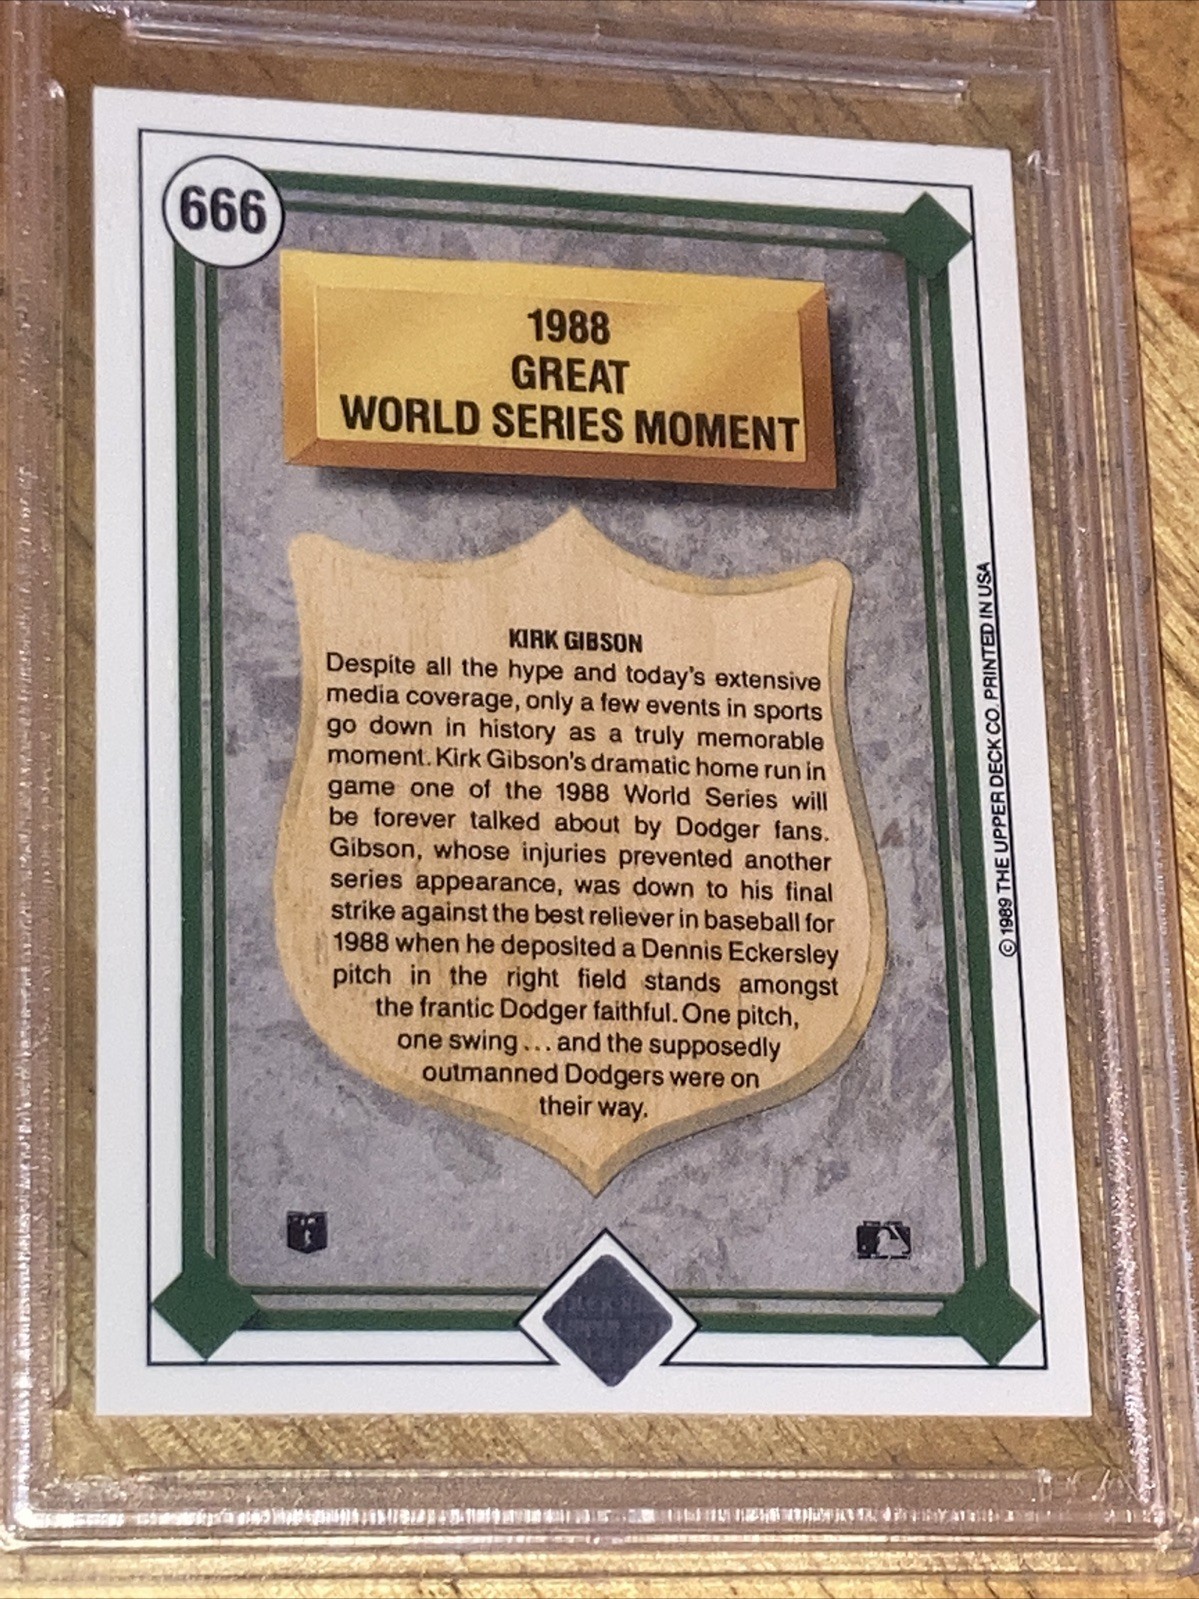 666
1988
GREAT
WORLD SERIES MOMENT
KIRK GIBSON
Despite all the hype and today's extensive
media coverage, only a few events in sports
go down in history as a truly memorable
moment. Kirk Gibson's dramatic home run in
game one of the 1988 World Series will
be forever talked about by Dodger fans.
Gibson, whose injuries prevented another
series appearance, was down to his final
strike against the best reliever in baseball for
1988 when he deposited a Dennis Eckersley
pitch in the right field stands amongst
the frantic Dodger faithful. One pitch,
one swing ... and the supposedly
outmanned Dodgers were on
their way.
© 1989 THE UPPER DECK CO. PRINTED IN USA